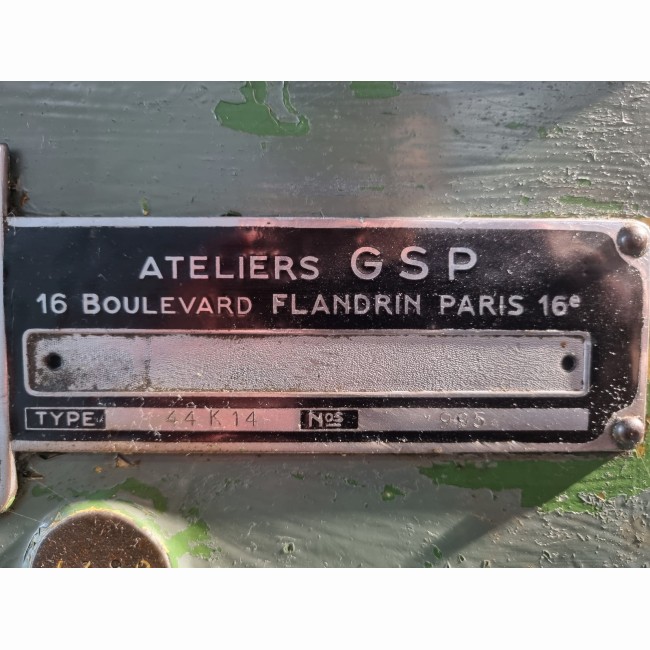 ATELIERS GSP
16 BOULEVARD FLANDRIN PARIS 16e
TYPE 44 K 14 Nos